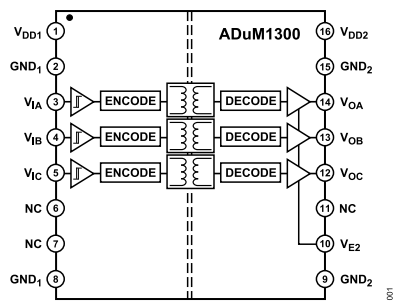 ADuM1300
VDD1 1 16 VDD2
GND1 2 15 GND2
VIA 3 ENCODE DECODE 14 VOA
VIB 4 ENCODE DECODE 13 VOB
VIC 5 ENCODE DECODE 12 VOC
NC 6 11 NC
NC 7 10 VE2
GND1 8 9 GND2
001